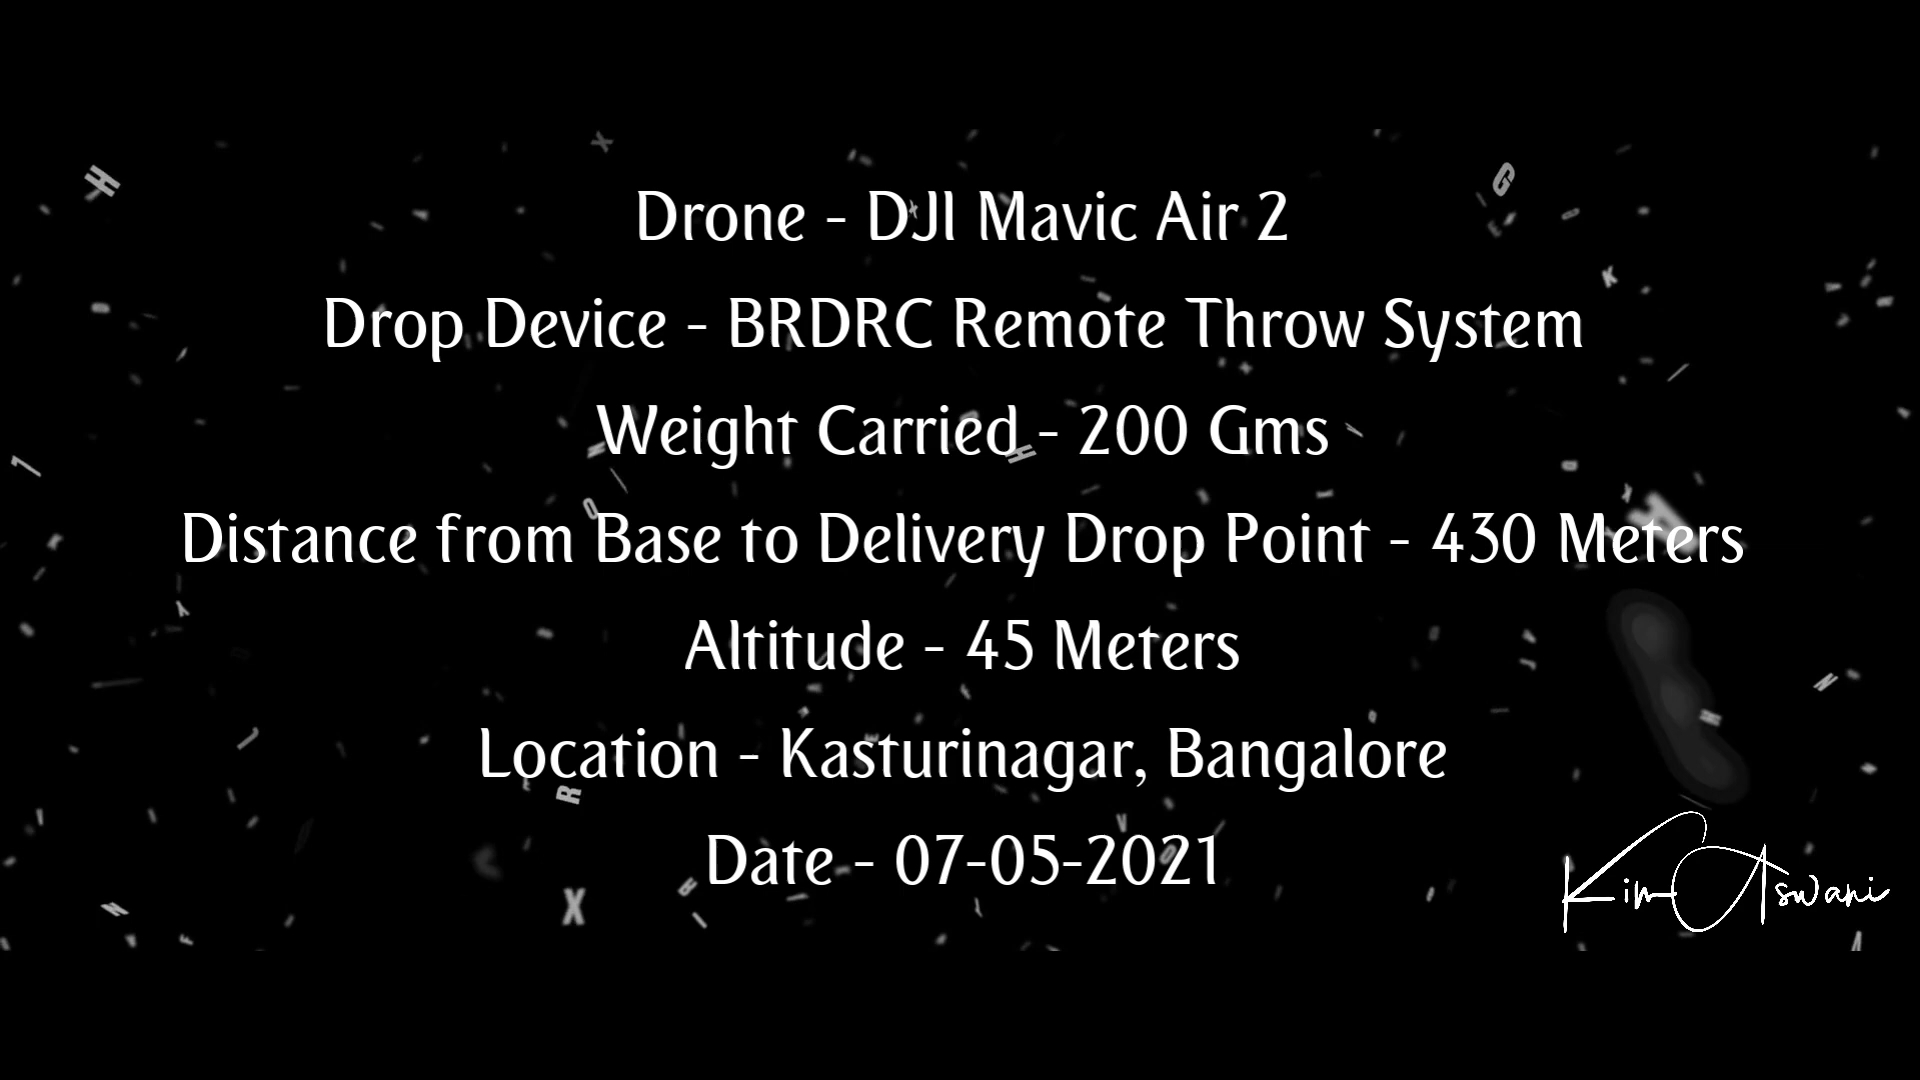 Drone - DJI Mavic Air 2
Drop Device - BRDRC Remote Throw System
Weight Carried - 200 Gms
Distance from Base to Delivery Drop Point - 430 Meters
Altitude - 45 Meters
Location - Kasturinagar, Bangalore
Date - 07-05-2021
Kim Aswani